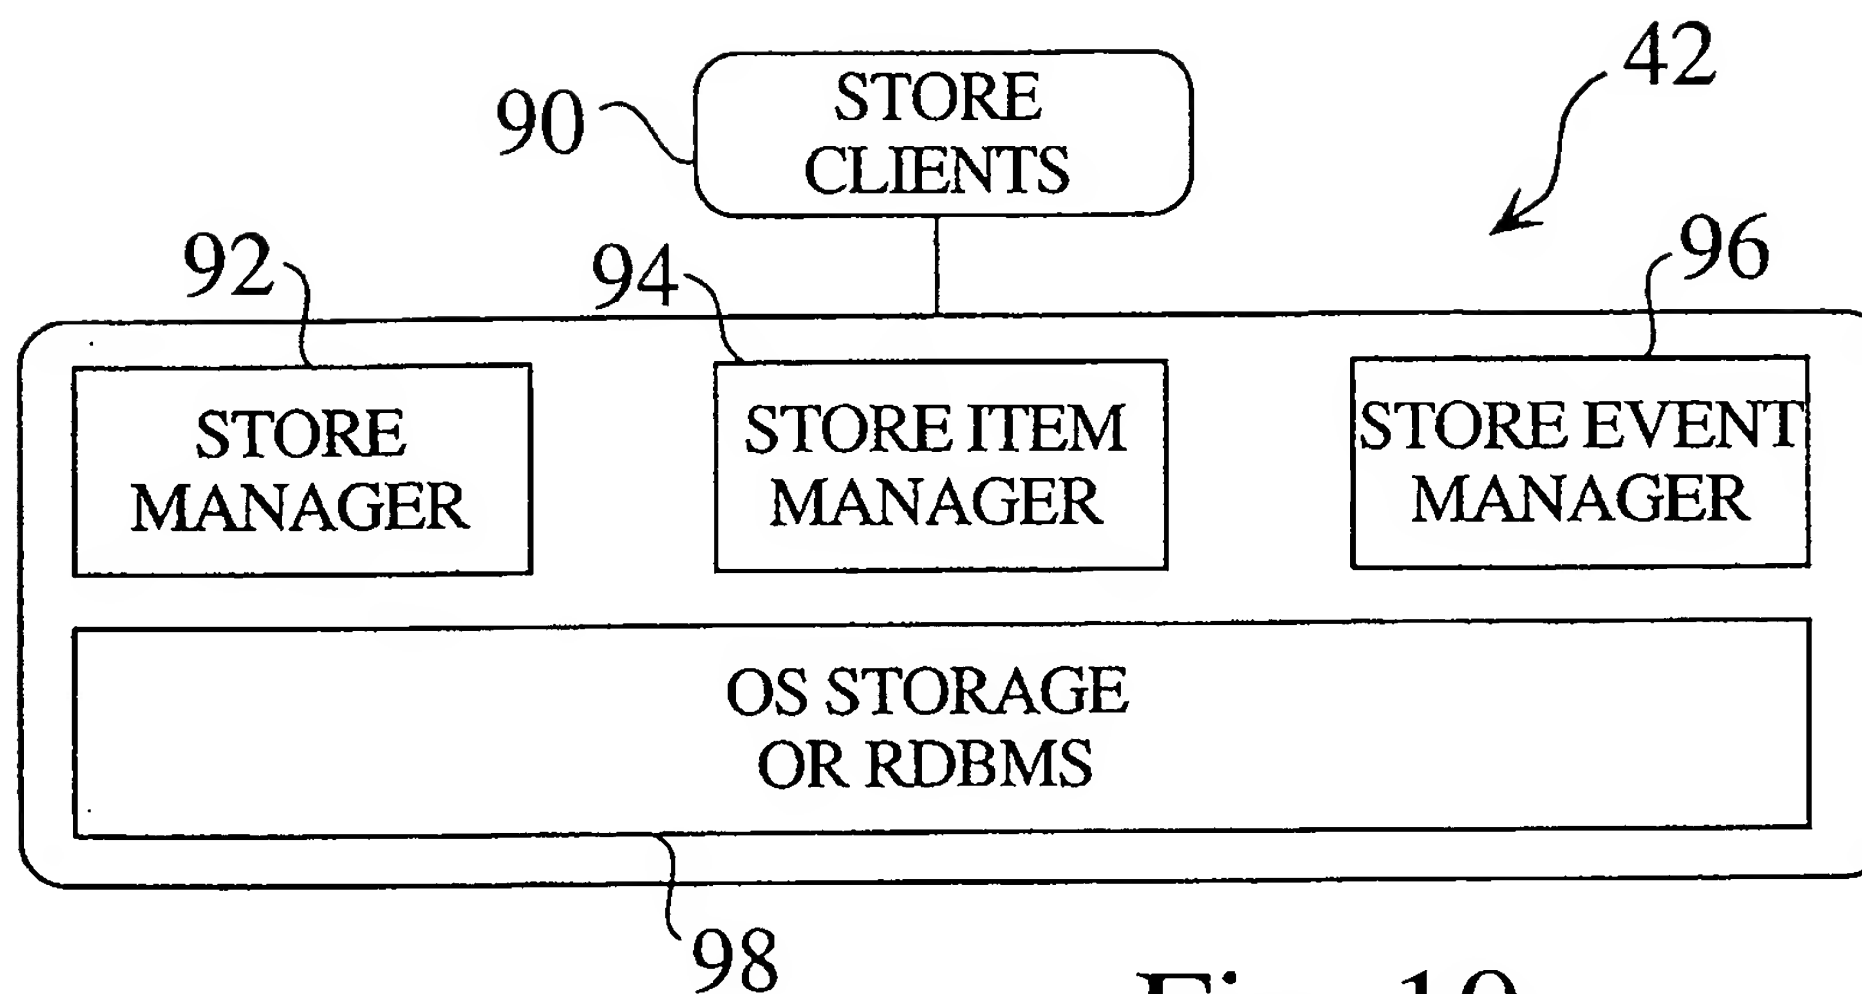 42
90
STORE
CLIENTS
92
94
96
STORE
MANAGER
STORE ITEM
MANAGER
STORE EVENT
MANAGER
OS STORAGE
OR RDBMS
98